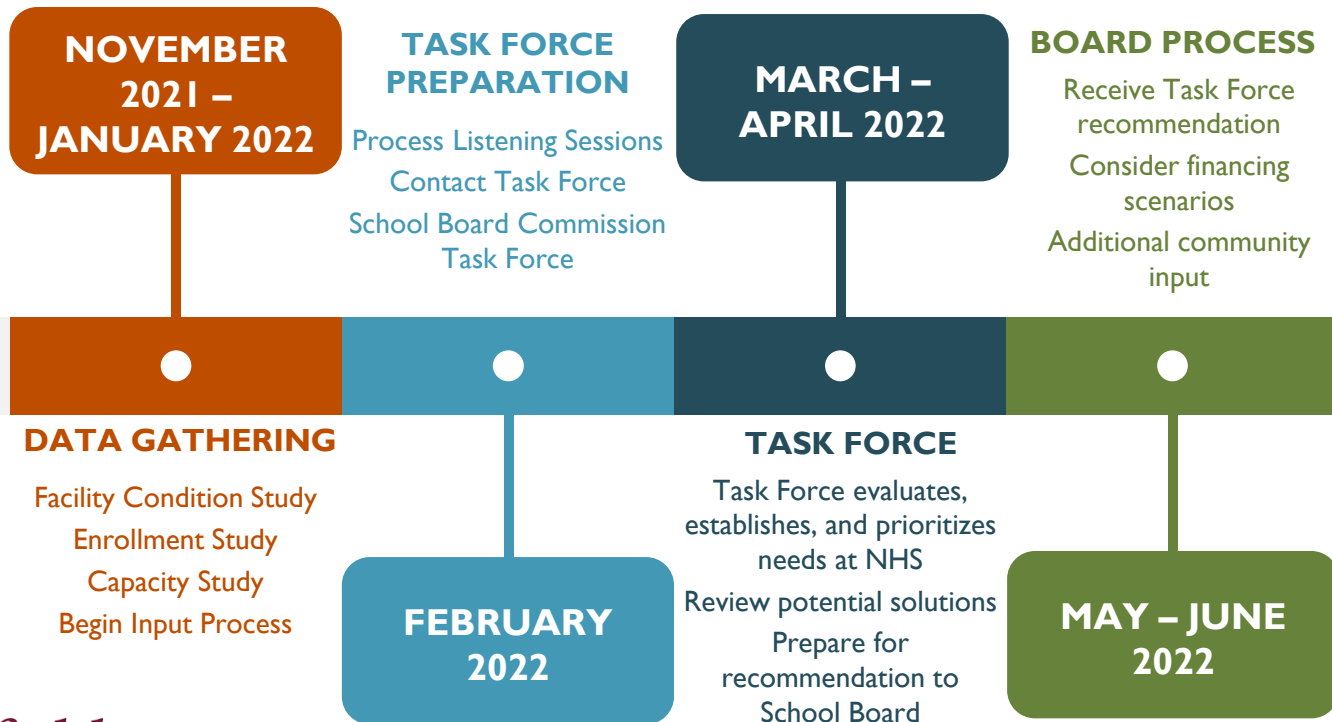 NOVEMBER
2021 –
JANUARY 2022
DATA GATHERING
Facility Condition Study
Enrollment Study
Capacity Study
Begin Input Process
TASK FORCE
PREPARATION
Process Listening Sessions
Contact Task Force
School Board Commission
Task Force
FEBRUARY
2022
MARCH –
APRIL 2022
TASK FORCE
Task Force evaluates,
establishes, and prioritizes
needs at NHS
Review potential solutions
Prepare for
recommendation to
School Board
BOARD PROCESS
Receive Task Force
recommendation
Consider financing
scenarios
Additional community
input
MAY – JUNE
2022